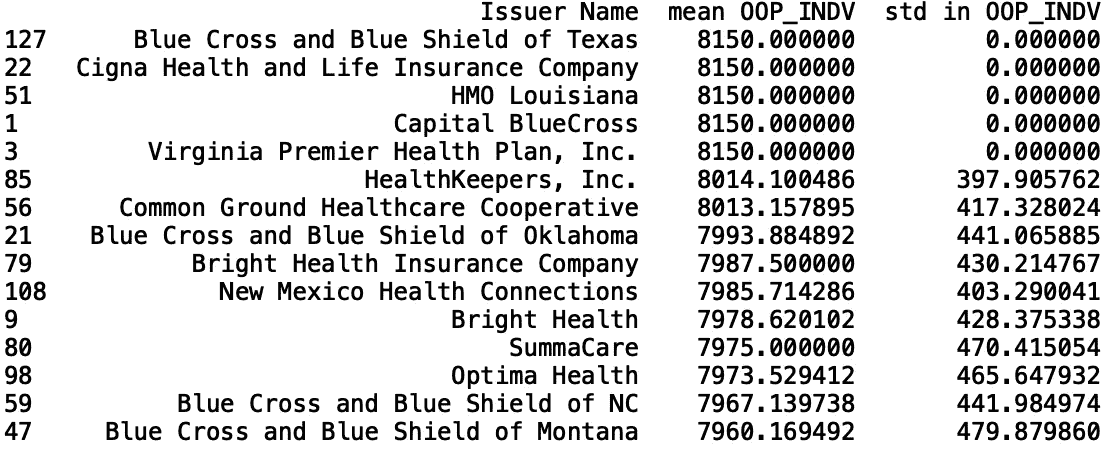 Issuer Name mean OOP_INDV std in OOP_INDV
127 Blue Cross and Blue Shield of Texas 8150.000000 0.000000
22 Cigna Health and Life Insurance Company 8150.000000 0.000000
51 HMO Louisiana 8150.000000 0.000000
1 Capital BlueCross 8150.000000 0.000000
3 Virginia Premier Health Plan, Inc. 8150.000000 0.000000
85 HealthKeepers, Inc. 8014.100486 397.905762
56 Common Ground Healthcare Cooperative 8013.157895 417.328024
21 Blue Cross and Blue Shield of Oklahoma 7993.884892 441.065885
79 Bright Health Insurance Company 7987.500000 430.214767
108 New Mexico Health Connections 7985.714286 403.290041
9 Bright Health 7978.620102 428.375338
80 SummaCare 7975.000000 470.415054
98 Optima Health 7973.529412 465.647932
59 Blue Cross and Blue Shield of NC 7967.139738 441.984974
47 Blue Cross and Blue Shield of Montana 7960.169492 479.879860